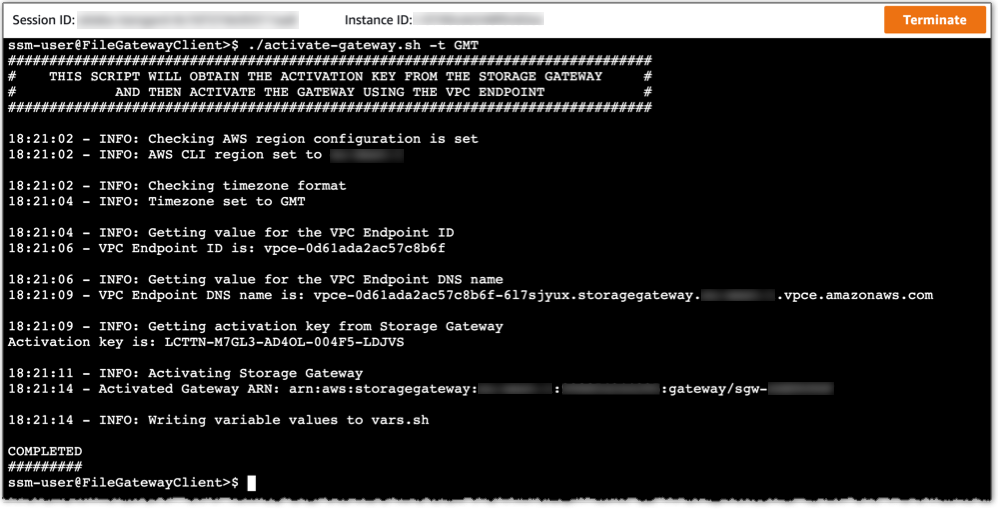 Session ID: Instance ID: Terminate
ssm-user@FileGatewayClient>$ ./activate-gateway.sh -t GMT
##############################################################################
# THIS SCRIPT WILL OBTAIN THE ACTIVATION KEY FROM THE STORAGE GATEWAY #
# AND THEN ACTIVATE THE GATEWAY USING THE VPC ENDPOINT #
##############################################################################
18:21:02 - INFO: Checking AWS region configuration is set
18:21:02 - INFO: AWS CLI region set to
18:21:02 - INFO: Checking timezone format
18:21:04 - INFO: Timezone set to GMT
18:21:04 - INFO: Getting value for the VPC Endpoint ID
18:21:06 - VPC Endpoint ID is: vpce-0d61ada2ac57c8b6f
18:21:06 - INFO: Getting value for the VPC Endpoint DNS name
18:21:09 - VPC Endpoint DNS name is: vpce-0d61ada2ac57c8b6f-6l7sjyux.storagegateway. .vpce.amazonaws.com
18:21:09 - INFO: Getting activation key from Storage Gateway
Activation key is: LCTTN-M7GL3-AD4OL-004F5-LDJVS
18:21:11 - INFO: Activating Storage Gateway
18:21:14 - Activated Gateway ARN: arn:aws:storagegateway: : :gateway/sgw-
18:21:14 - INFO: Writing variable values to vars.sh
COMPLETED
#########
ssm-user@FileGatewayClient>$